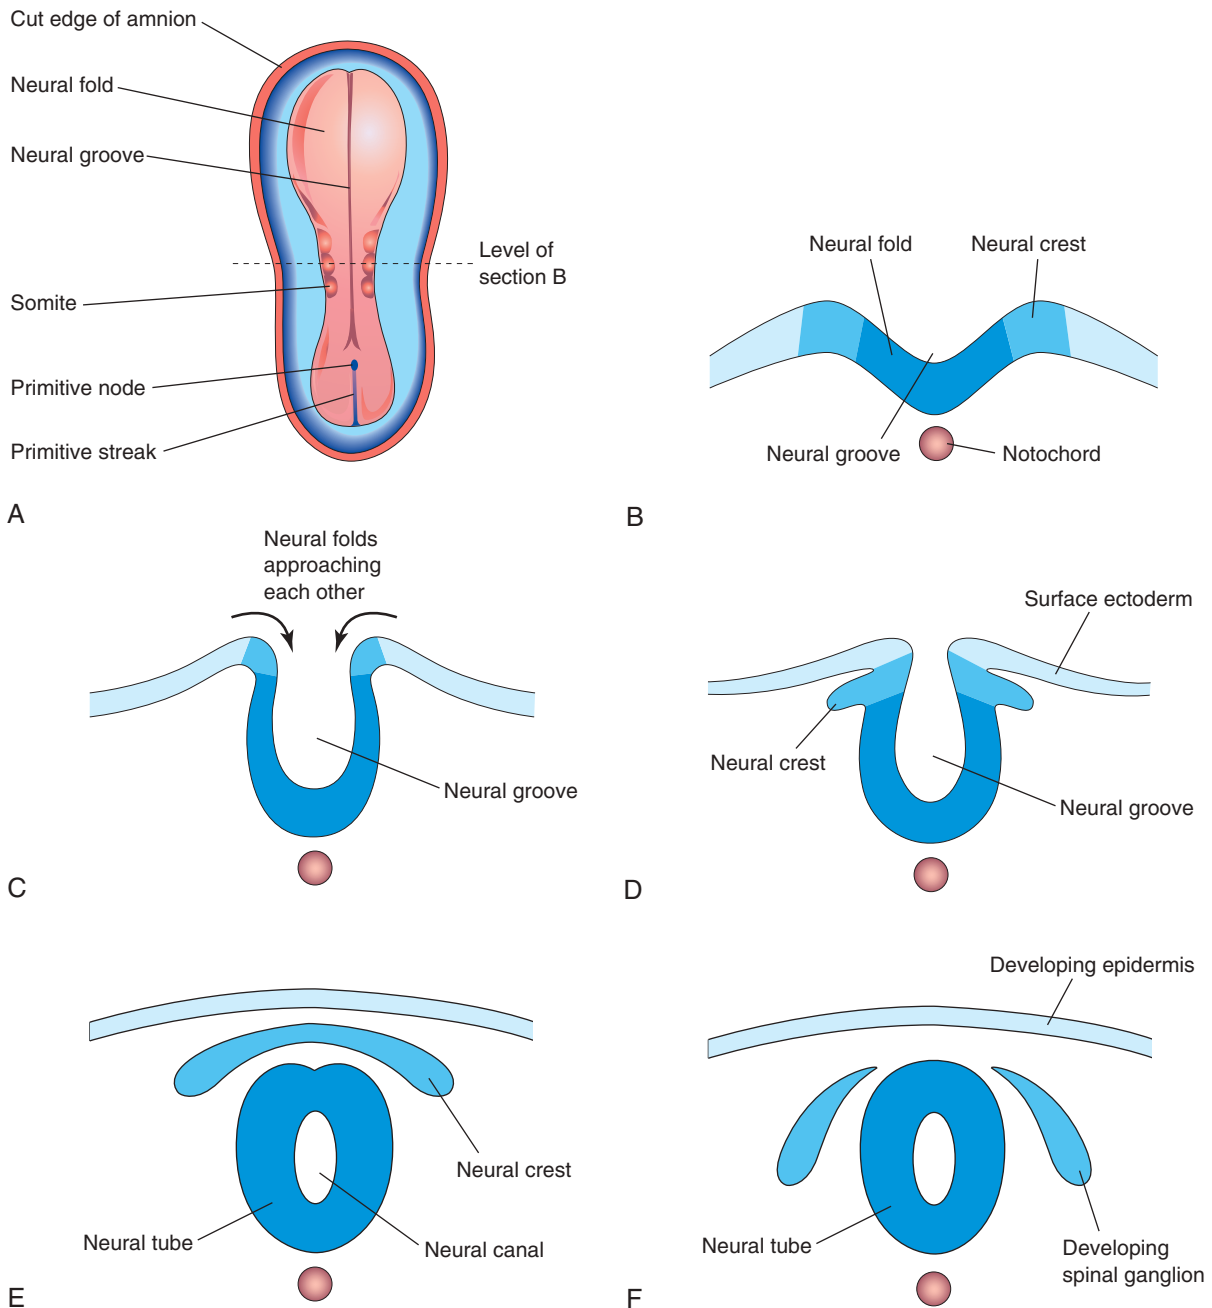 Cut edge of amnion
Neural fold
Neural groove
Level of
section B
Somite
Primitive node
Primitive streak
A
Neural fold
Neural crest
Neural groove
Notochord
B
Neural folds
approaching
each other
Neural groove
C
Surface ectoderm
Neural crest
Neural groove
D
Neural crest
Neural tube
Neural canal
E
Developing epidermis
Neural tube
Developing
spinal ganglion
F